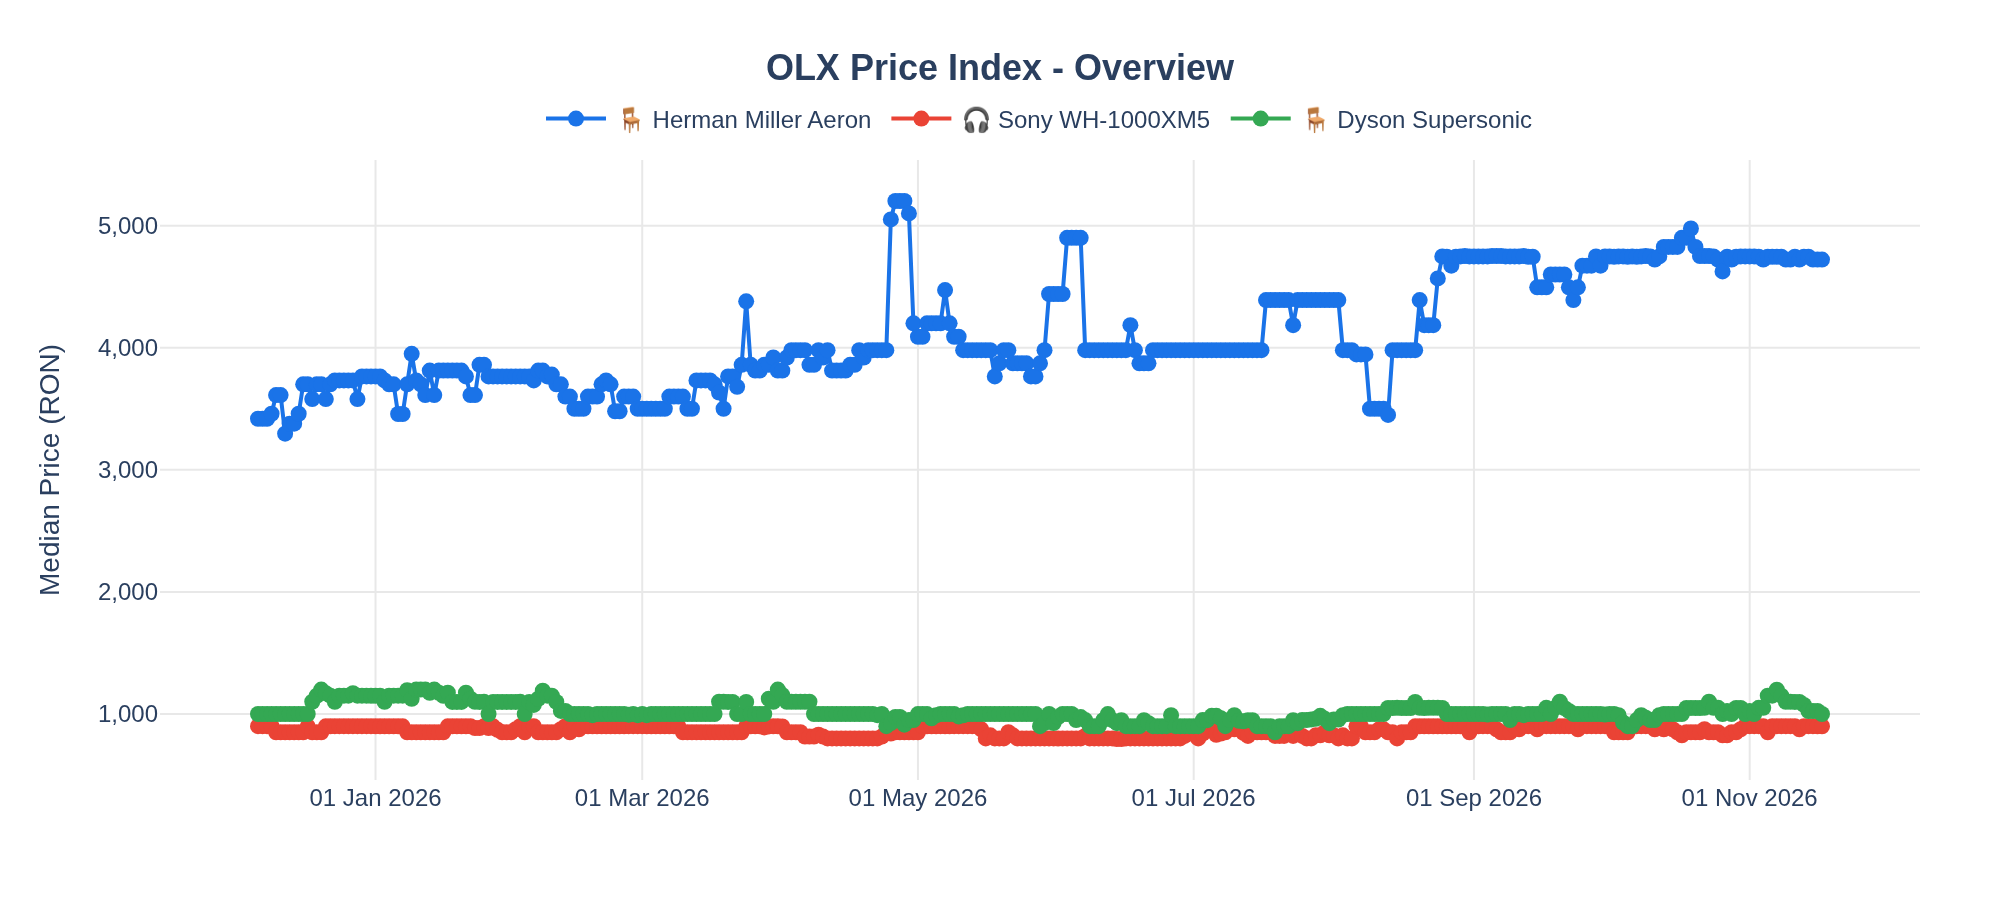 OLX Price Index - Overview
🪑 Herman Miller Aeron 🎧 Sony WH-1000XM5 🪑 Dyson Supersonic
Median Price (RON)
5,000
4,000
3,000
2,000
1,000
01 Jan 2026 01 Mar 2026 01 May 2026 01 Jul 2026 01 Sep 2026 01 Nov 2026